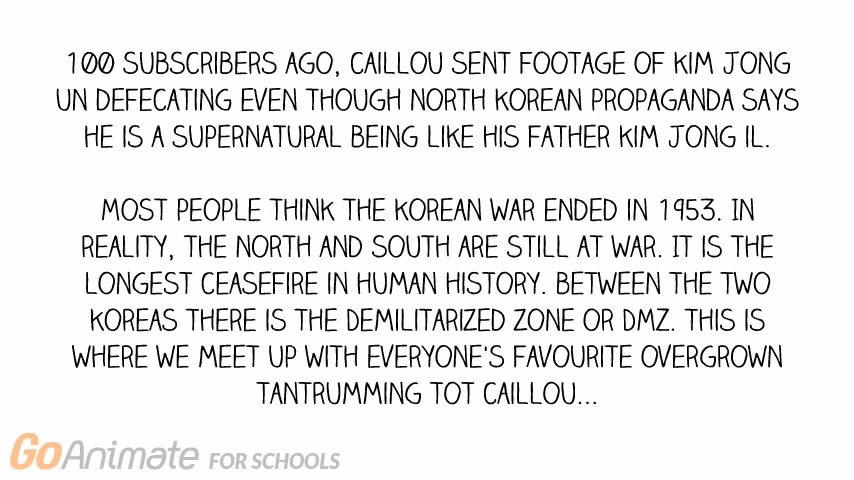 100 SUBSCRIBERS AGO, CAILLOU SENT FOOTAGE OF KIM JONG
UN DEFECATING EVEN THOUGH NORTH KOREAN PROPAGANDA SAYS
HE IS A SUPERNATURAL BEING LIKE HIS FATHER KIM JONG IL.
MOST PEOPLE THINK THE KOREAN WAR ENDED IN 1953. IN
REALITY, THE NORTH AND SOUTH ARE STILL AT WAR. IT IS THE
LONGEST CEASEFIRE IN HUMAN HISTORY. BETWEEN THE TWO
KOREAS THERE IS THE DEMILITARIZED ZONE OR DMZ. THIS IS
WHERE WE MEET UP WITH EVERYONE'S FAVOURITE OVERGROWN
TANTRUMMING TOT CAILLOU...
GoAnimate FOR SCHOOLS